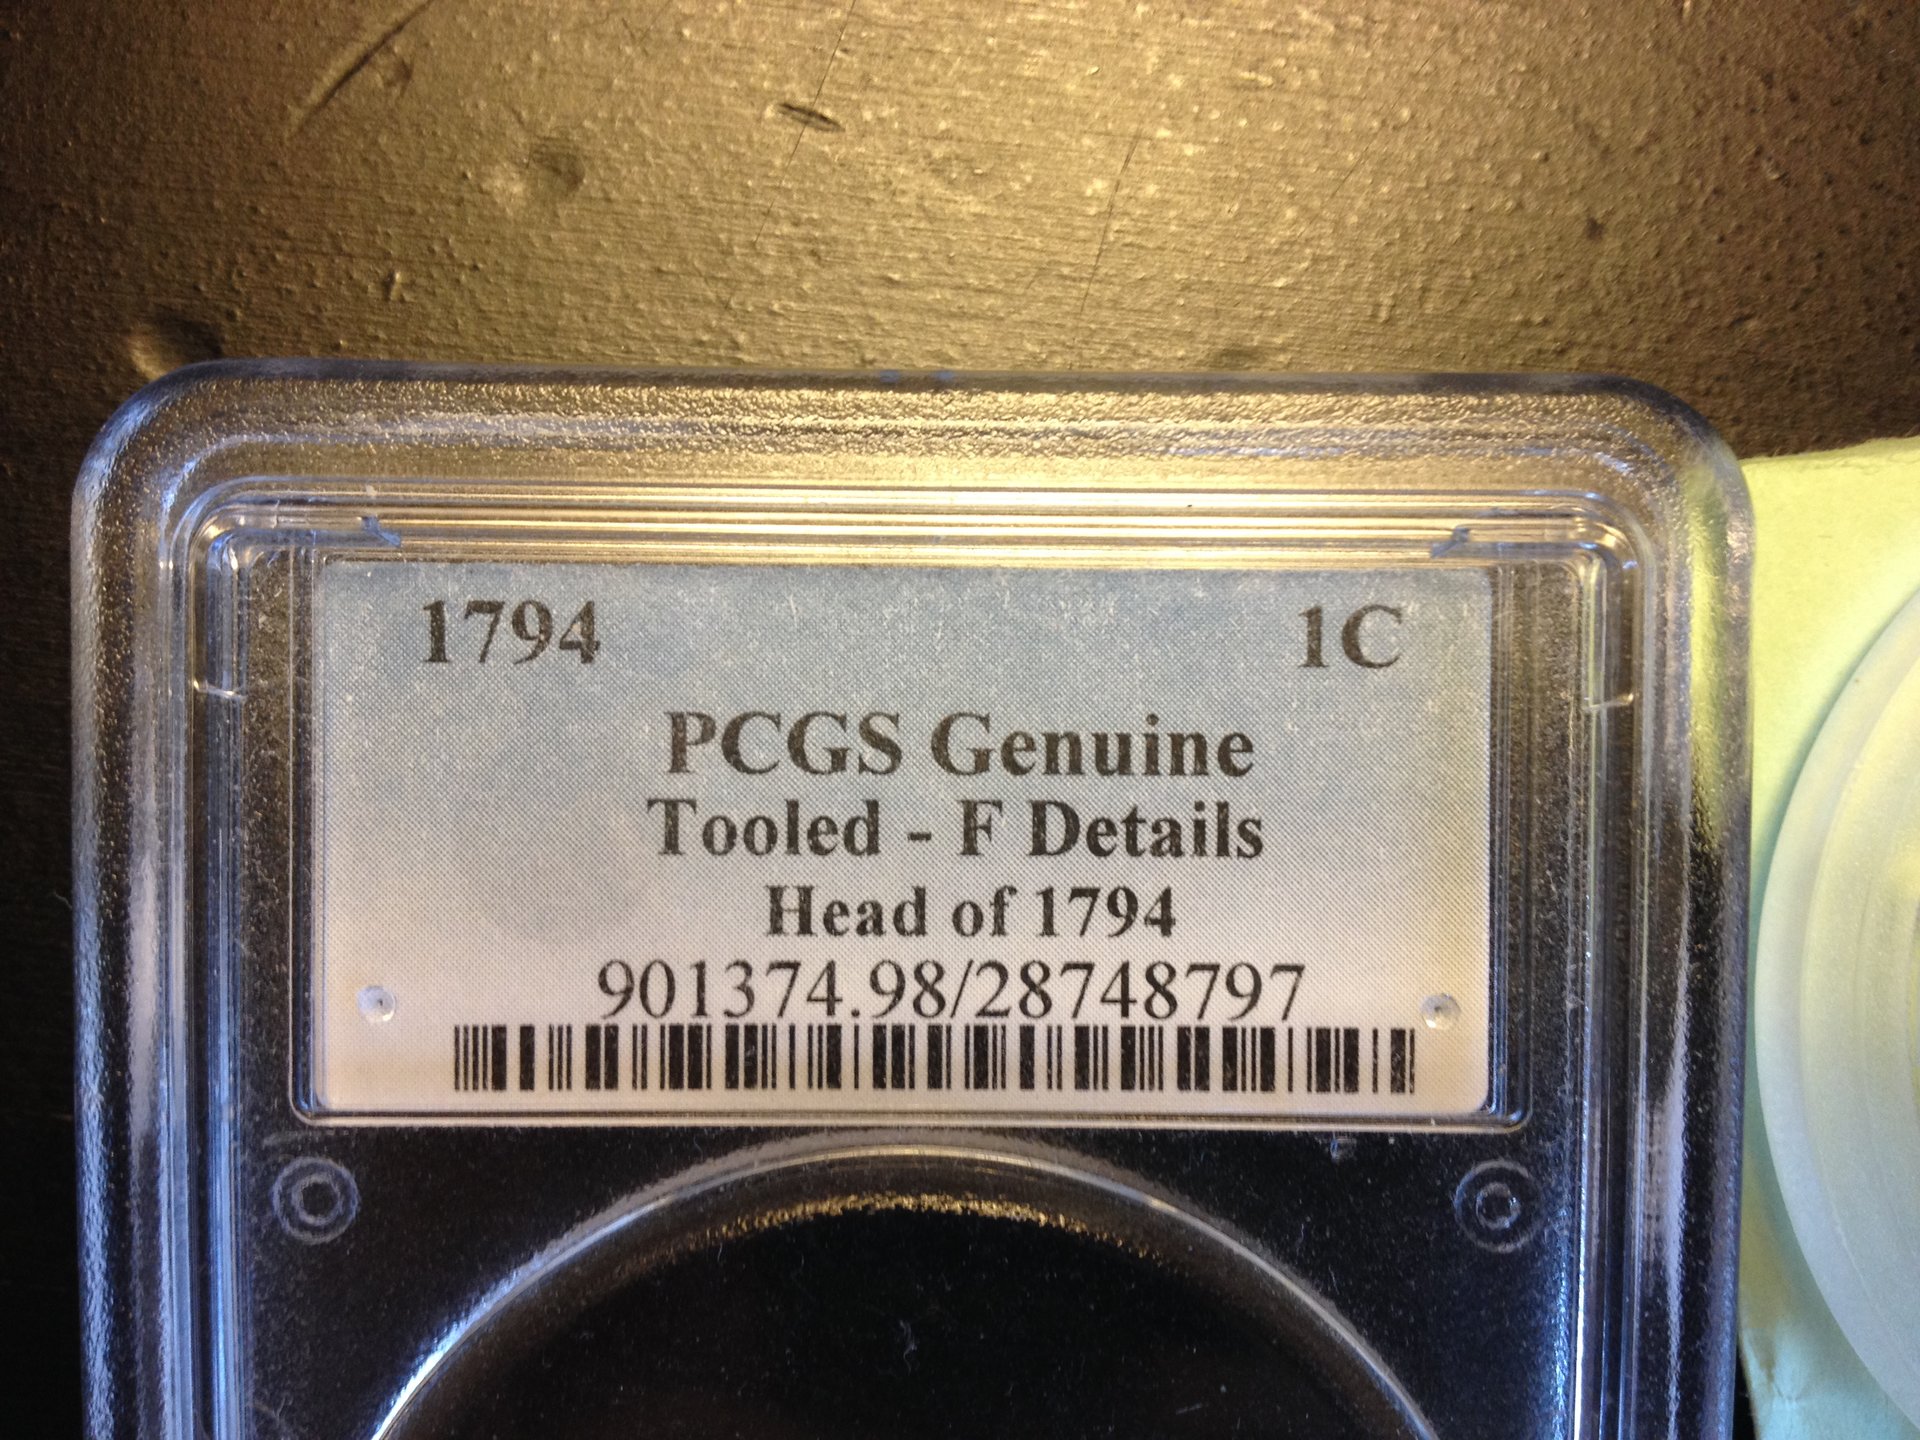 1794 1C
PCGS Genuine
Tooled - F Details
Head of 1794
901374.98/28748797